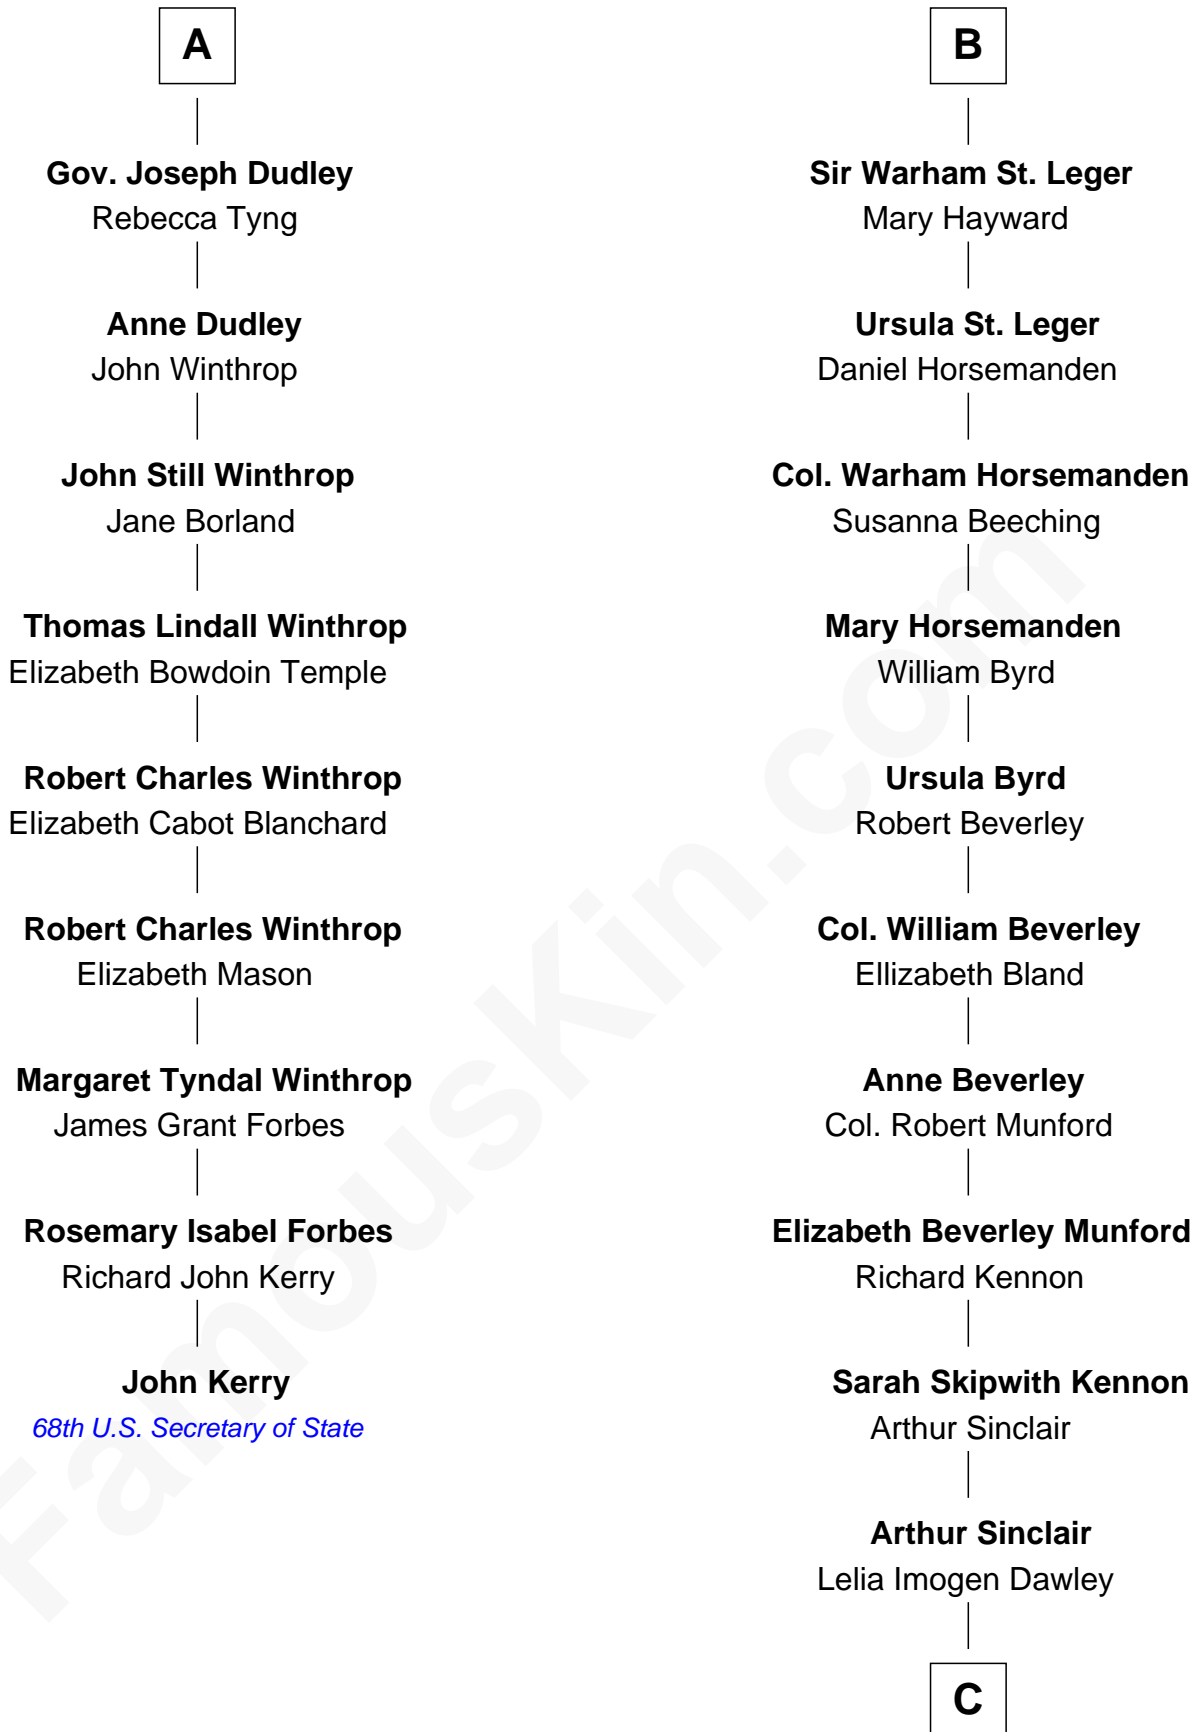 A
Gov. Joseph Dudley
Rebecca Tyng
Anne Dudley
John Winthrop
John Still Winthrop
Jane Borland
Thomas Lindall Winthrop
Elizabeth Bowdoin Temple
Robert Charles Winthrop
Elizabeth Cabot Blanchard
Robert Charles Winthrop
Elizabeth Mason
Margaret Tyndal Winthrop
James Grant Forbes
Rosemary Isabel Forbes
Richard John Kerry
John Kerry
68th U.S. Secretary of State
B
Sir Warham St. Leger
Mary Hayward
Ursula St. Leger
Daniel Horsemanden
Col. Warham Horsemanden
Susanna Beeching
Mary Horsemanden
William Byrd
Ursula Byrd
Robert Beverley
Col. William Beverley
Ellizabeth Bland
Anne Beverley
Col. Robert Munford
Elizabeth Beverley Munford
Richard Kennon
Sarah Skipwith Kennon
Arthur Sinclair
Arthur Sinclair
Lelia Imogen Dawley
C
FamousKin.com